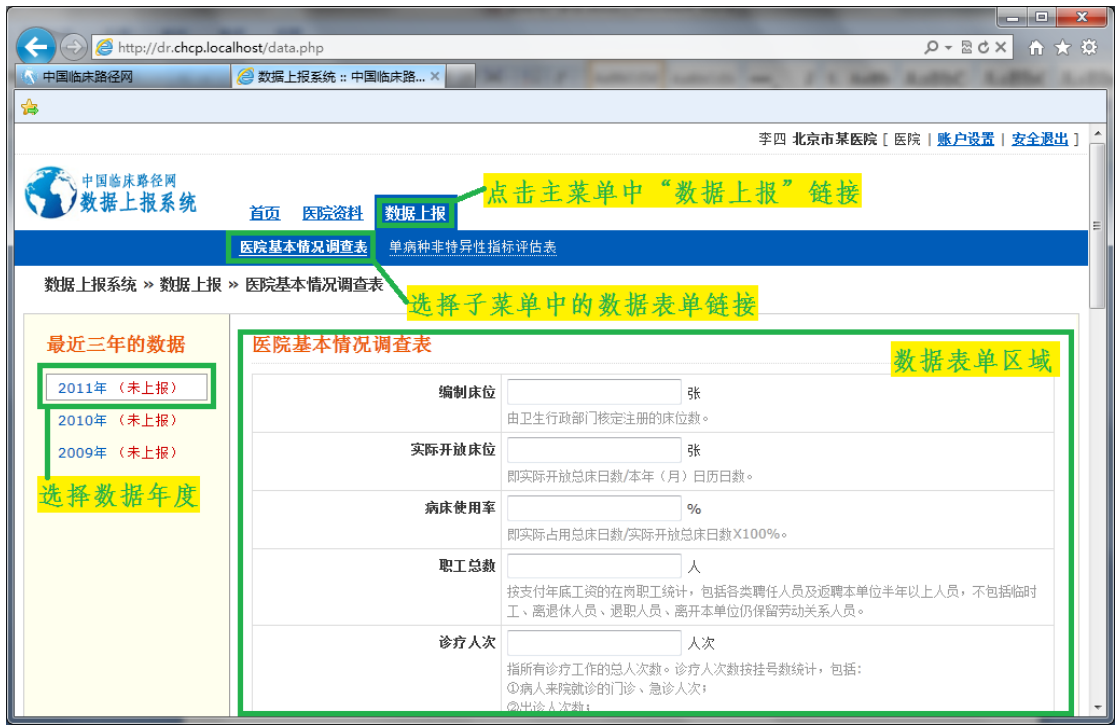 http://dr.chcp.localhost/data.php
中国临床路径网
数据上报系统 :: 中国临床路... ×
李四 北京市某医院 [ 医院 | 账户设置 | 安全退出 ]
中国临床路径网
数据上报系统
首页 医院资料 数据上报
点击主菜单中“数据上报”链接
医院基本情况调查表 单病种非特异性指标评估表
数据上报系统 » 数据上报 » 医院基本情况调查表
选择子菜单中的数据表单链接
最近三年的数据
2011年 (未上报)
2010年 (未上报)
2009年 (未上报)
选择数据年度
医院基本情况调查表
数据表单区域
编制床位 张
由卫生行政部门核定注册的床位数。
实际开放床位 张
即实际开放总床日数/本年（月）日历日数。
病床使用率 %
即实际占用总床日数/实际开放总床日数X100%。
职工总数 人
按支付年底工资的在岗职工统计，包括各类聘任人员及返聘本单位半年以上人员，不包括临时
工、离退休人员、退职人员、离开本单位仍保留劳动关系人员。
诊疗人次 人次
指所有诊疗工作的总人次数。诊疗人次数按挂号数统计，包括：
①病人来院就诊的门诊、急诊人次；
②出诊人次数；